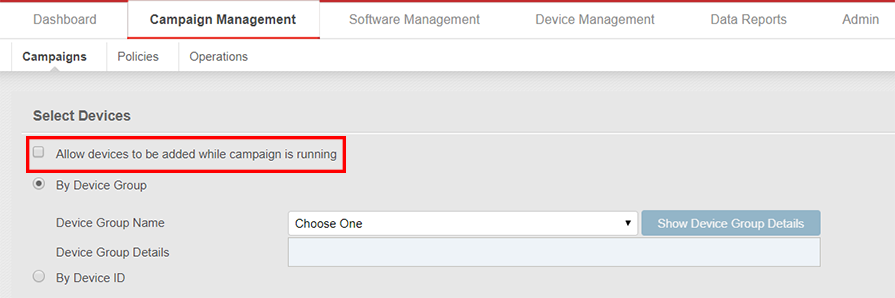 Dashboard Campaign Management Software Management Device Management Data Reports Admin
Campaigns Policies Operations
Select Devices
Allow devices to be added while campaign is running
By Device Group
Device Group Name Choose One Show Device Group Details
Device Group Details
By Device ID